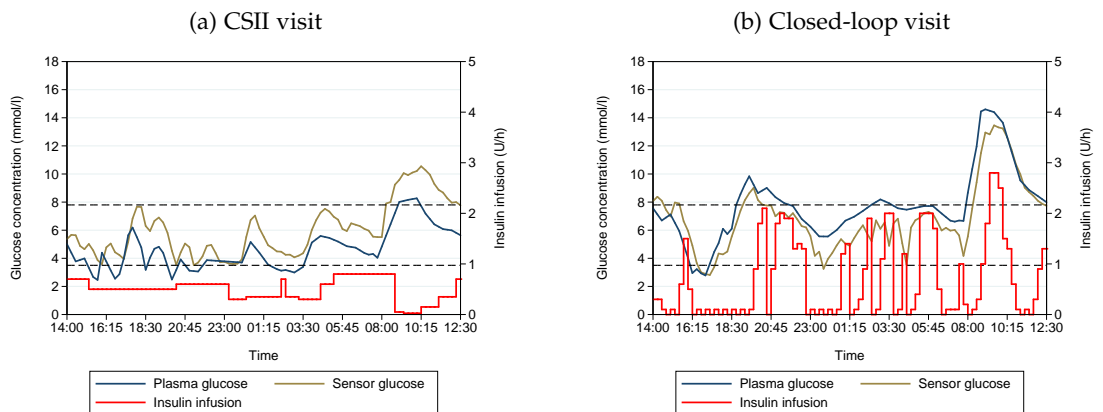 (a) CSII visit
18
16
14
12
10
8
6
4
2
0
Glucose concentration (mmol/l)
5
4
3
2
1
0
Insulin infusion (U/h)
14:00 16:15 18:30 20:45 23:00 01:15 03:30 05:45 08:00 10:15 12:30
Time
Plasma glucose Sensor glucose
Insulin infusion
(b) Closed-loop visit
18
16
14
12
10
8
6
4
2
0
Glucose concentration (mmol/l)
5
4
3
2
1
0
Insulin infusion (U/h)
14:00 16:15 18:30 20:45 23:00 01:15 03:30 05:45 08:00 10:15 12:30
Time
Plasma glucose Sensor glucose
Insulin infusion